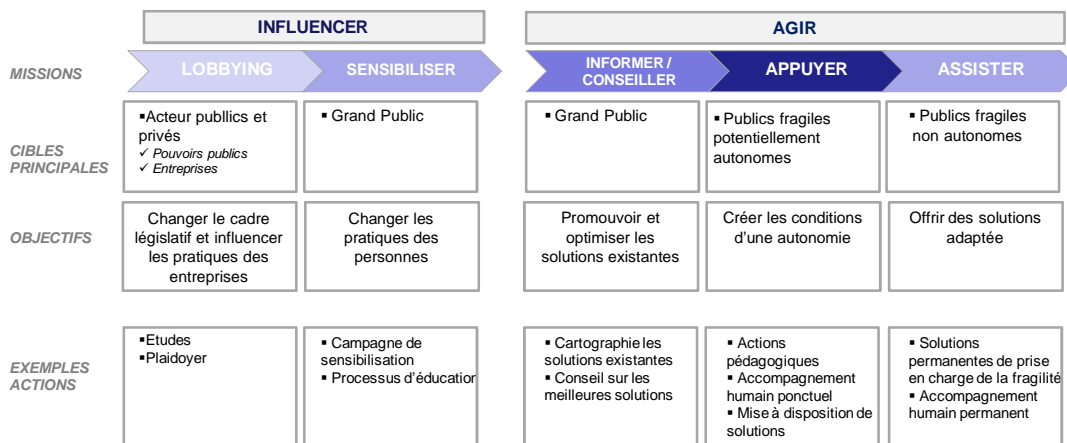 INFLUENCER
AGIR
MISSIONS
LOBBYING
SENSIBILISER
INFORMER /
CONSEILLER
APPUYER
ASSISTER
CIBLES
PRINCIPALES
▪Acteur publlics et
privés
✓ Pouvoirs publics
✓ Entreprises
▪ Grand Public
▪ Grand Public
▪ Publics fragiles
potentiellement
autonomes
▪ Publics fragiles
non autonomes
OBJECTIFS
Changer le cadre
législatif et influencer
les pratiques des
entreprises
Changer les
pratiques des
personnes
Promouvoir et
optimiser les
solutions existantes
Créer les conditions
d'une autonomie
Offrir des solutions
adaptée
EXEMPLES
ACTIONS
▪Etudes
▪Plaidoyer
▪ Campagne de
sensibilisation
▪ Processus d'éducation
▪ Cartographie les
solutions existantes
▪ Conseil sur les
meilleures solutions
▪ Actions
pédagogiques
▪ Accompagnement
humain ponctuel
▪ Mise à disposition de
solutions
▪ Solutions
permanentes de prise
en charge de la fragilité
▪ Accompagnement
humain permanent